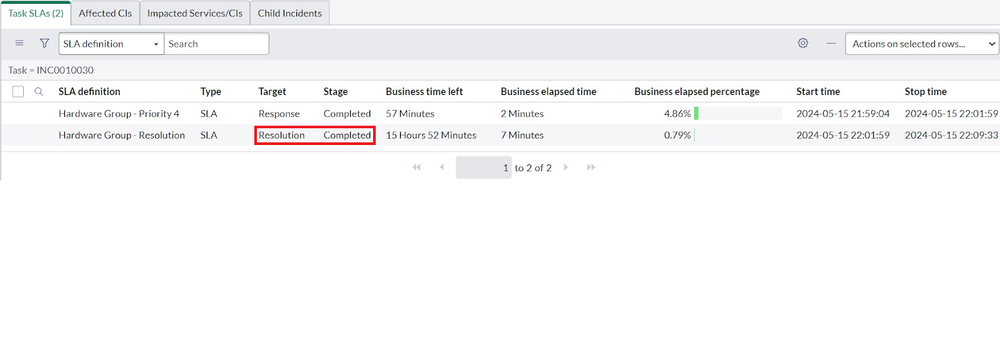 Task SLAs (2) Affected CIs Impacted Services/CIs Child Incidents
SLA definition Search Actions on selected rows...
Task = INC0010030
SLA definition Type Target Stage Business time left Business elapsed time Business elapsed percentage Start time Stop time
Hardware Group - Priority 4 SLA Response Completed 57 Minutes 2 Minutes 4.86% 2024-05-15 21:59:04 2024-05-15 22:01:59
Hardware Group - Resolution SLA Resolution Completed 15 Hours 52 Minutes 7 Minutes 0.79% 2024-05-15 22:01:59 2024-05-15 22:09:33
1 to 2 of 2